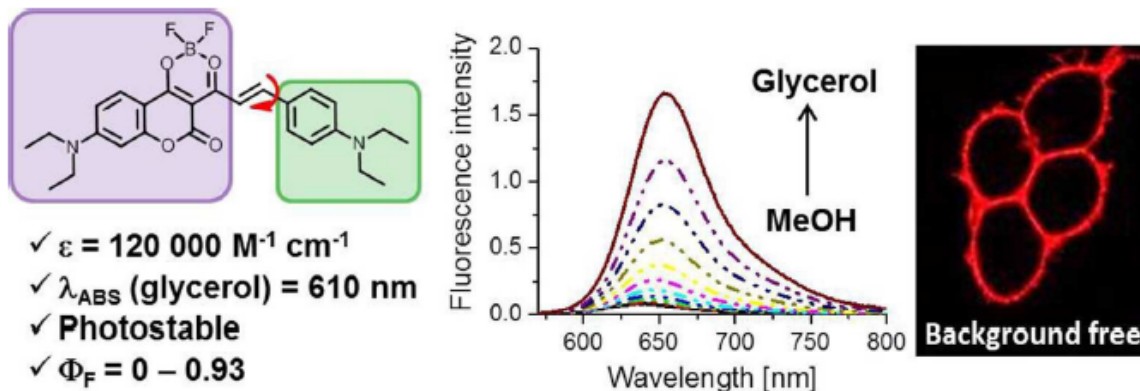 F F
B
O O
O
N O O
N
✓ ε = 120 000 M⁻¹ cm⁻¹
✓ λABS (glycerol) = 610 nm
✓ Photostable
✓ ΦF = 0 – 0.93
Fluorescence intensity
2.0
1.5
1.0
0.5
0.0
Glycerol
MeOH
600 650 700 750 800
Wavelength [nm]
Background free